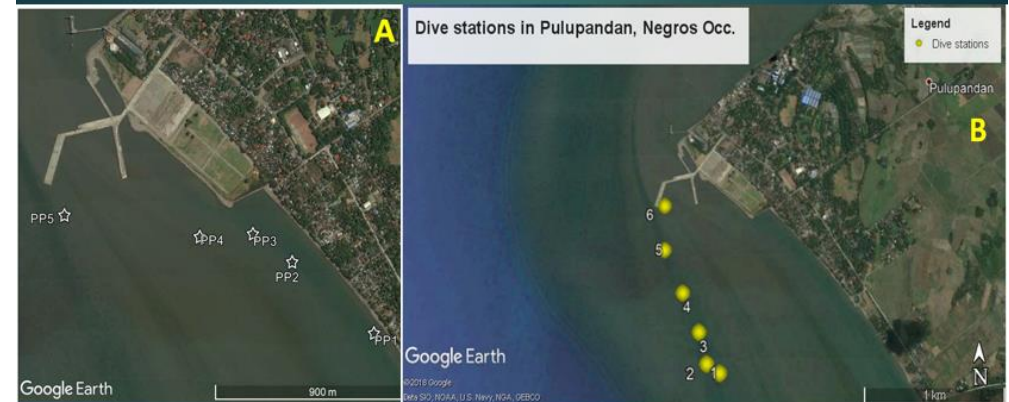 A
PP5
PP4
PP3
PP2
PP1
Google Earth
900 m
Dive stations in Pulupandan, Negros Occ.
Legend
Dive stations
Pulupandan
B
6
5
4
3
2
1
Google Earth
©2018 Google
Data SIO, NOAA, U.S. Navy, NGA, GEBCO
1 km
N